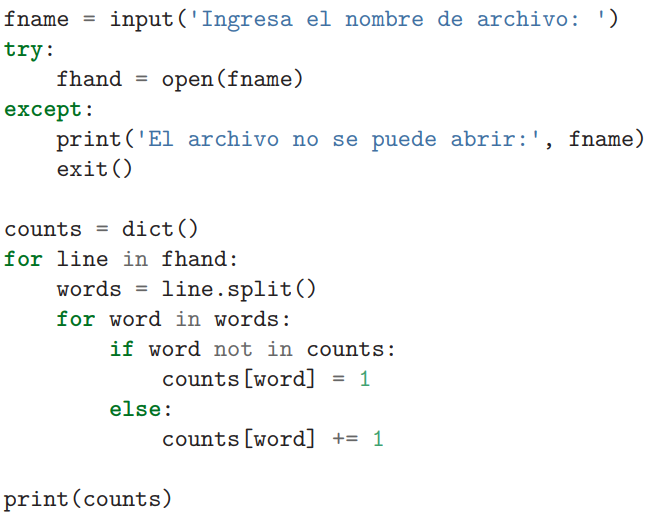 fname = input('Ingresa el nombre de archivo: ')
try:
    fhand = open(fname)
except:
    print('El archivo no se puede abrir:', fname)
    exit()

counts = dict()
for line in fhand:
    words = line.split()
    for word in words:
        if word not in counts:
            counts[word] = 1
        else:
            counts[word] += 1

print(counts)